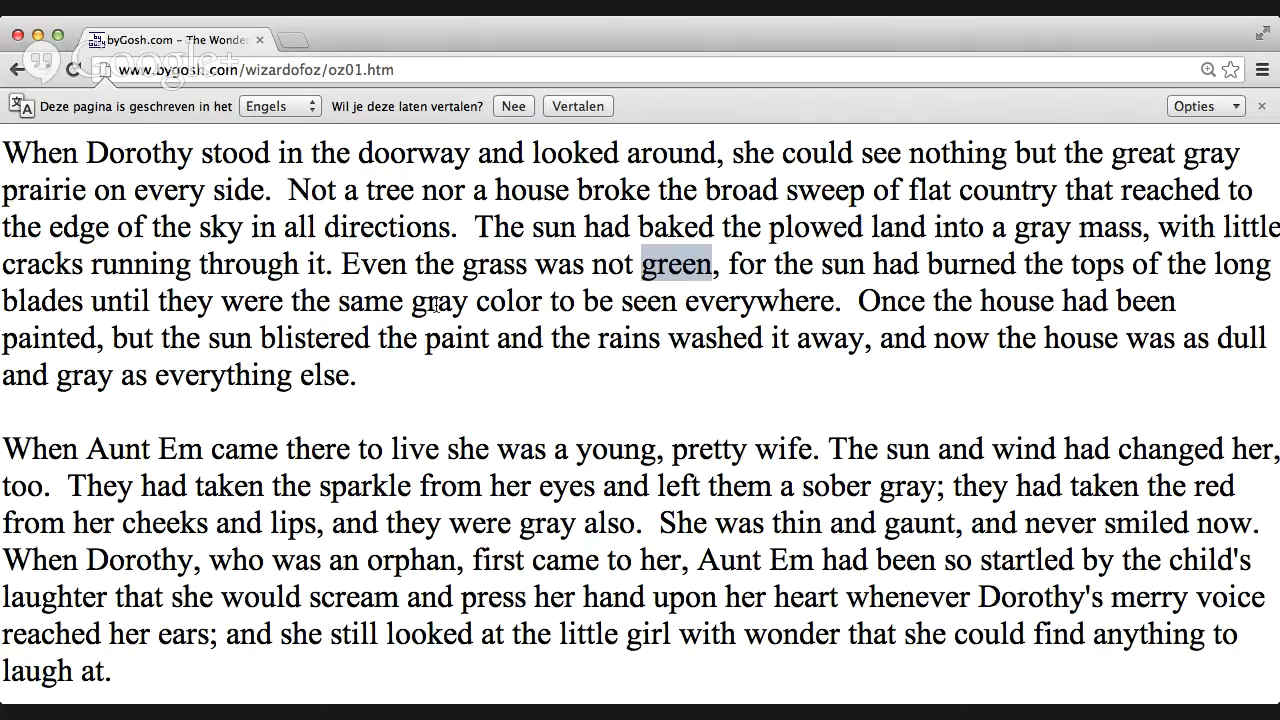 byGosh.com – The Wonder
Google+
www.bygosh.com/wizardofoz/oz01.htm
Deze pagina is geschreven in het Engels Wil je deze laten vertalen? Nee Vertalen Opties
When Dorothy stood in the doorway and looked around, she could see nothing but the great gray
prairie on every side. Not a tree nor a house broke the broad sweep of flat country that reached to
the edge of the sky in all directions. The sun had baked the plowed land into a gray mass, with little
cracks running through it. Even the grass was not green, for the sun had burned the tops of the long
blades until they were the same gray color to be seen everywhere. Once the house had been
painted, but the sun blistered the paint and the rains washed it away, and now the house was as dull
and gray as everything else.
When Aunt Em came there to live she was a young, pretty wife. The sun and wind had changed her,
too. They had taken the sparkle from her eyes and left them a sober gray; they had taken the red
from her cheeks and lips, and they were gray also. She was thin and gaunt, and never smiled now.
When Dorothy, who was an orphan, first came to her, Aunt Em had been so startled by the child's
laughter that she would scream and press her hand upon her heart whenever Dorothy's merry voice
reached her ears; and she still looked at the little girl with wonder that she could find anything to
laugh at.